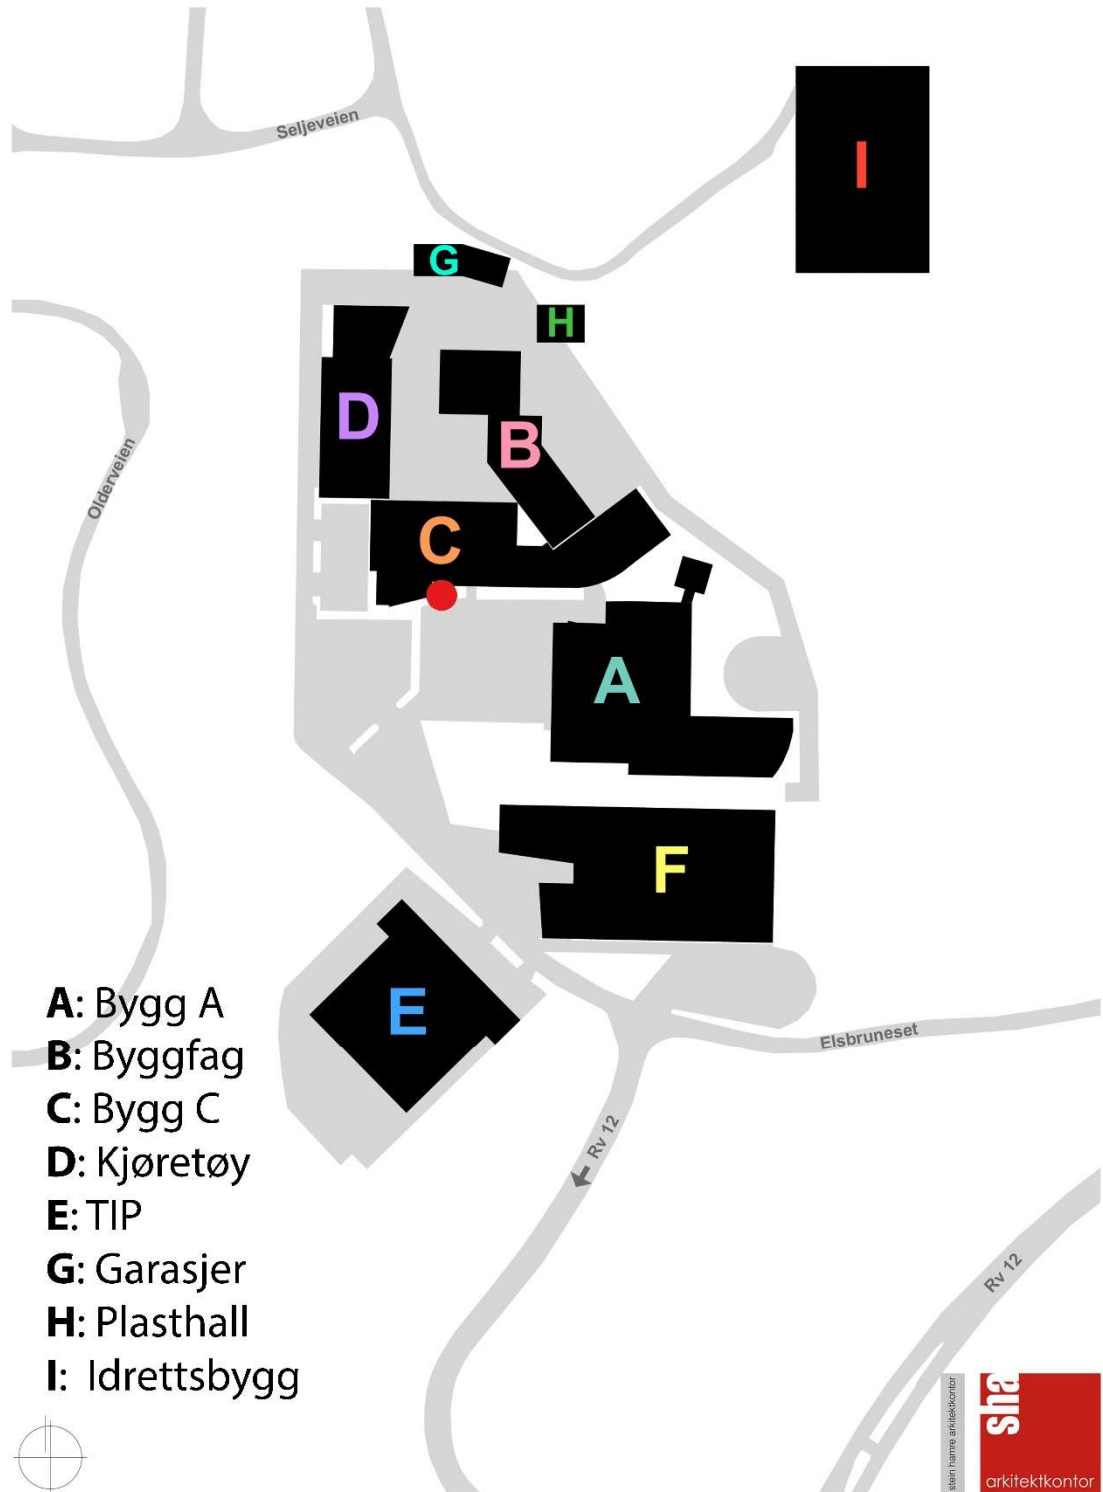 Seljeveien
I
G
H
D
B
Olderveien
C
A
F
E
Elsbruneset
Rv 12
Rv 12
A: Bygg A
B: Byggfag
C: Bygg C
D: Kjøretøy
E: TIP
G: Garasjer
H: Plasthall
I: Idrettsbygg
stein hamre arkitektkontor
sha
arkitektkontor